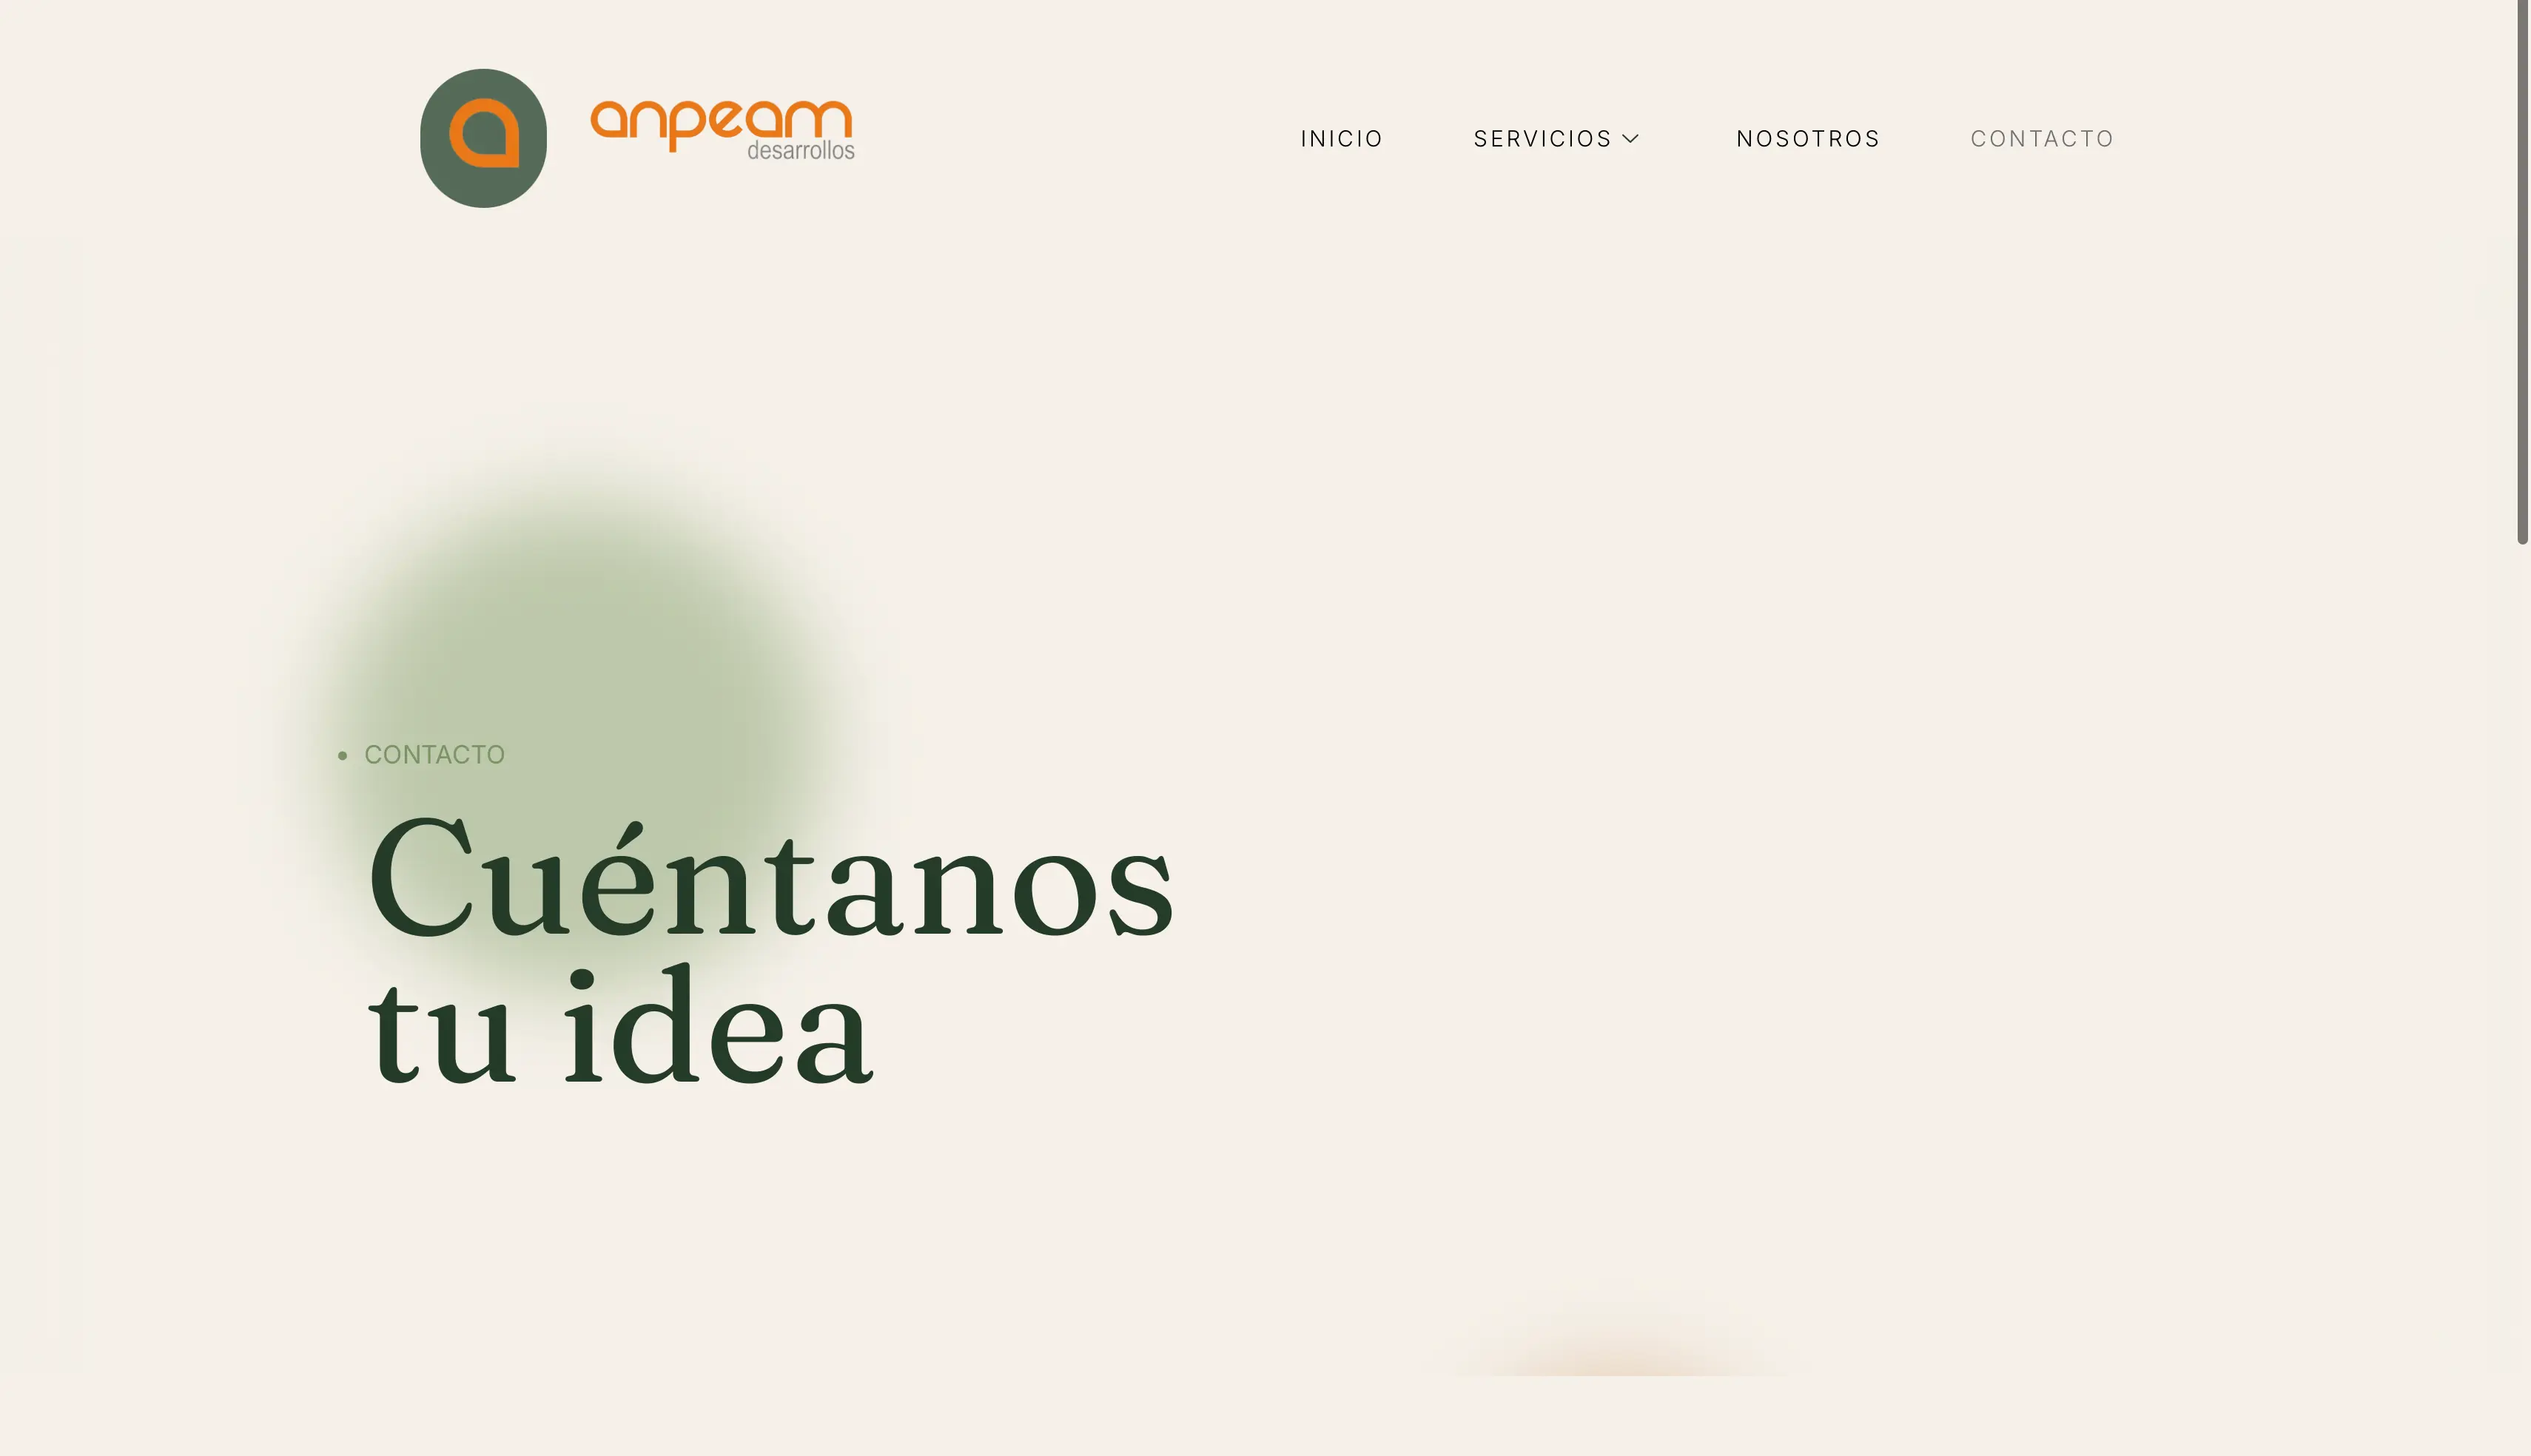 anpeam
desarrollos
INICIO
SERVICIOS
NOSOTROS
CONTACTO
• CONTACTO
Cuéntanos
tu idea